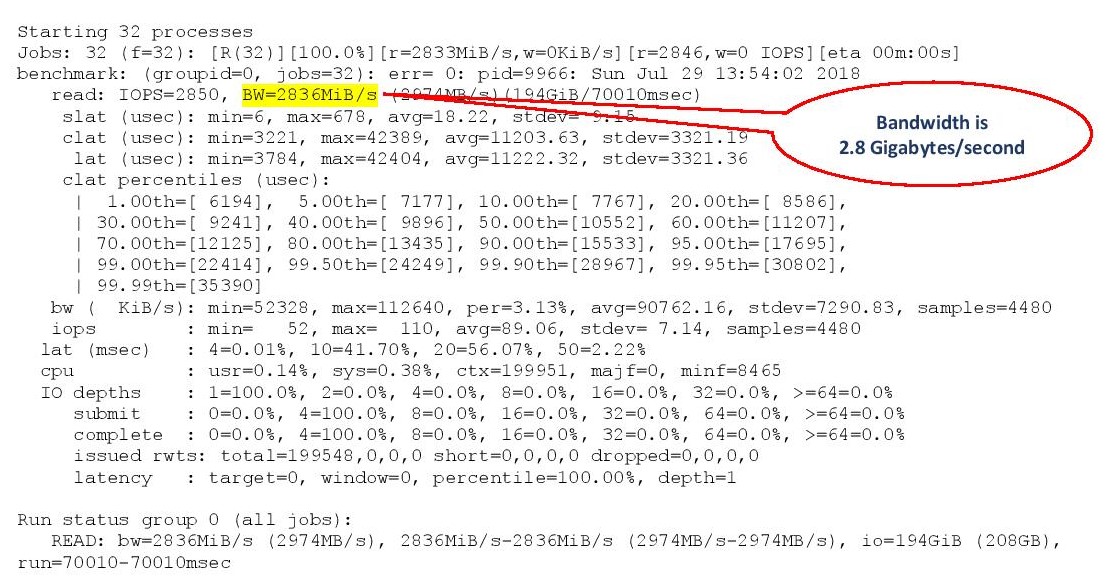 Starting 32 processes
Jobs: 32 (f=32): [R(32)][100.0%][r=2833MiB/s,w=0KiB/s][r=2846,w=0 IOPS][eta 00m:00s]
benchmark: (groupid=0, jobs=32): err= 0: pid=9966: Sun Jul 29 13:54:02 2018
read: IOPS=2850, BW=2836MiB/s (2974MB/s)(194GiB/70010msec)
slat (usec): min=6, max=678, avg=18.22, stdev= 9.15
clat (usec): min=3221, max=42389, avg=11203.63, stdev=3321.19
lat (usec): min=3784, max=42404, avg=11222.32, stdev=3321.36
clat percentiles (usec):
| 1.00th=[ 6194], 5.00th=[ 7177], 10.00th=[ 7767], 20.00th=[ 8586],
| 30.00th=[ 9241], 40.00th=[ 9896], 50.00th=[10552], 60.00th=[11207],
| 70.00th=[12125], 80.00th=[13435], 90.00th=[15533], 95.00th=[17695],
| 99.00th=[22414], 99.50th=[24249], 99.90th=[28967], 99.95th=[30802],
| 99.99th=[35390]
bw ( KiB/s): min=52328, max=112640, per=3.13%, avg=90762.16, stdev=7290.83, samples=4480
iops : min= 52, max= 110, avg=89.06, stdev= 7.14, samples=4480
lat (msec) : 4=0.01%, 10=41.70%, 20=56.07%, 50=2.22%
cpu : usr=0.14%, sys=0.38%, ctx=199951, majf=0, minf=8465
IO depths : 1=100.0%, 2=0.0%, 4=0.0%, 8=0.0%, 16=0.0%, 32=0.0%, >=64=0.0%
submit : 0=0.0%, 4=100.0%, 8=0.0%, 16=0.0%, 32=0.0%, 64=0.0%, >=64=0.0%
complete : 0=0.0%, 4=100.0%, 8=0.0%, 16=0.0%, 32=0.0%, 64=0.0%, >=64=0.0%
issued rwts: total=199548,0,0,0 short=0,0,0,0 dropped=0,0,0,0
latency : target=0, window=0, percentile=100.00%, depth=1
Run status group 0 (all jobs):
READ: bw=2836MiB/s (2974MB/s), 2836MiB/s-2836MiB/s (2974MB/s-2974MB/s), io=194GiB (208GB),
run=70010-70010msec
Bandwidth is
2.8 Gigabytes/second